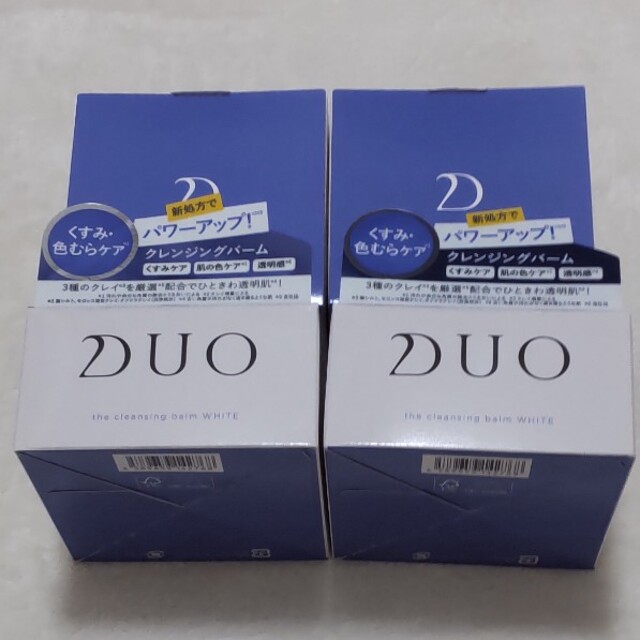 くすみ・
色むらケア
新処方で
パワーアップ!
クレンジングバーム
くすみケア 肌の色ケア 透明感
3種のクレイ を厳選 配合でひときわ透明肌
DUO
the cleansing balm WHITE
くすみ・
色むらケア
新処方で
パワーアップ!
クレンジングバーム
くすみケア 肌の色ケア 透明感
3種のクレイ を厳選 配合でひときわ透明肌!
DUO
the cleansing balm WHITE